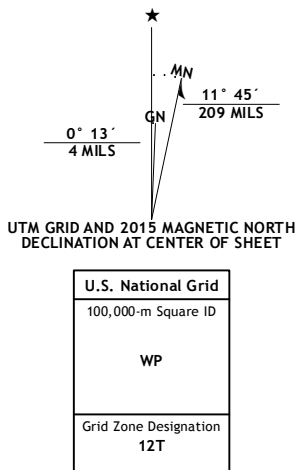 MN
GN
11° 45´
209 MILS
0° 13´
4 MILS
UTM GRID AND 2015 MAGNETIC NORTH
DECLINATION AT CENTER OF SHEET
U.S. National Grid
100,000-m Square ID
WP
Grid Zone Designation
12T